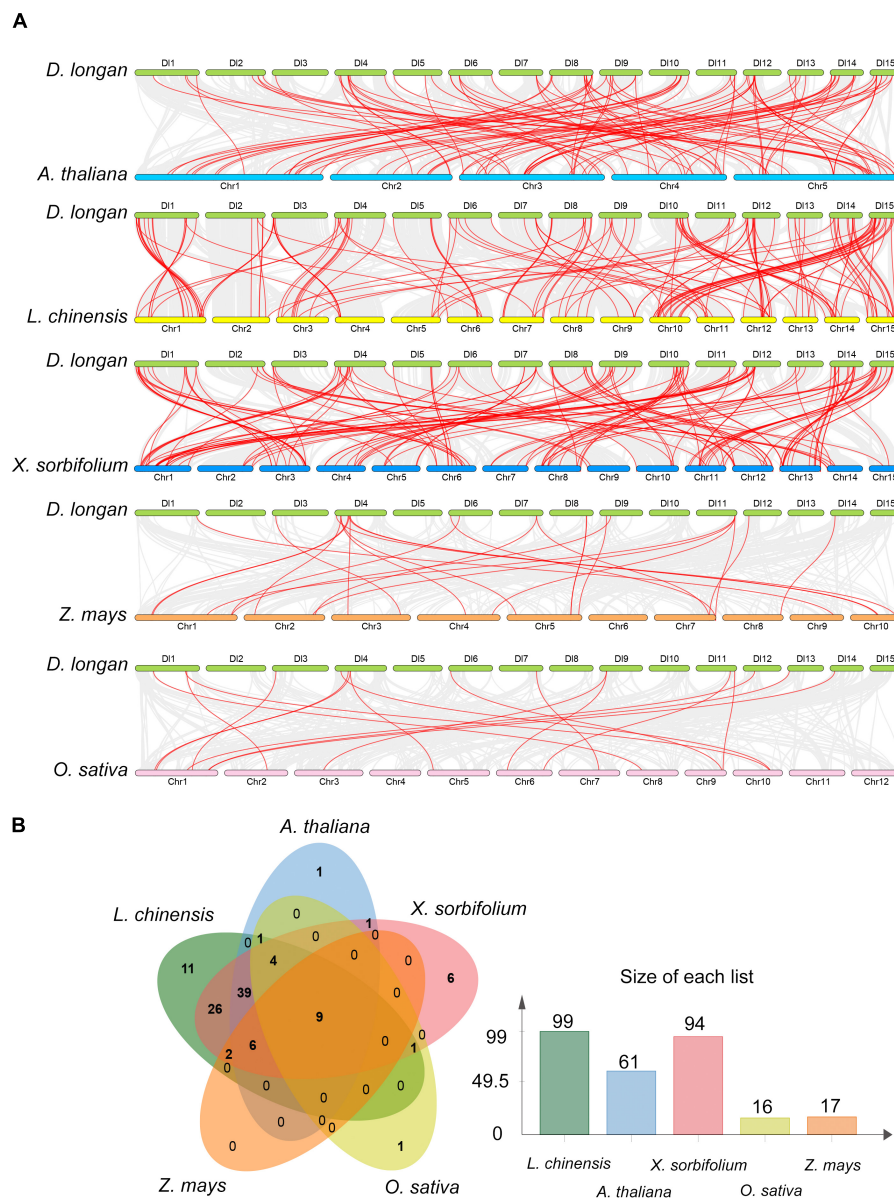 A
D. longan
Dl1 Dl2 Dl3 Dl4 Dl5 Dl6 Dl7 Dl8 Dl9 Dl10 Dl11 Dl12 Dl13 Dl14 Dl15
A. thaliana
Chr1 Chr2 Chr3 Chr4 Chr5
D. longan
Dl1 Dl2 Dl3 Dl4 Dl5 Dl6 Dl7 Dl8 Dl9 Dl10 Dl11 Dl12 Dl13 Dl14 Dl15
L. chinensis
Chr1 Chr2 Chr3 Chr4 Chr5 Chr6 Chr7 Chr8 Chr9 Chr10 Chr11 Chr12 Chr13 Chr14 Chr15
D. longan
Dl1 Dl2 Dl3 Dl4 Dl5 Dl6 Dl7 Dl8 Dl9 Dl10 Dl11 Dl12 Dl13 Dl14 Dl15
X. sorbifolium
Chr1 Chr2 Chr3 Chr4 Chr5 Chr6 Chr7 Chr8 Chr9 Chr10 Chr11 Chr12 Chr13 Chr14 Chr15
D. longan
Dl1 Dl2 Dl3 Dl4 Dl5 Dl6 Dl7 Dl8 Dl9 Dl10 Dl11 Dl12 Dl13 Dl14 Dl15
Z. mays
Chr1 Chr2 Chr3 Chr4 Chr5 Chr6 Chr7 Chr8 Chr9 Chr10
D. longan
Dl1 Dl2 Dl3 Dl4 Dl5 Dl6 Dl7 Dl8 Dl9 Dl10 Dl11 Dl12 Dl13 Dl14 Dl15
O. sativa
Chr1 Chr2 Chr3 Chr4 Chr5 Chr6 Chr7 Chr8 Chr9 Chr10 Chr11 Chr12
B
A. thaliana
1
X. sorbifolium
L. chinensis
0
1
0 1 0 0
4 0 0
11 6
39 0
26 9
0
6 0 1
2
0
0 0 0
0
0 0 0
0 1
Z. mays
O. sativa
Size of each list
99
49.5
0
99 61 94 16 17
L. chinensis X. sorbifolium Z. mays
A. thaliana O. sativa